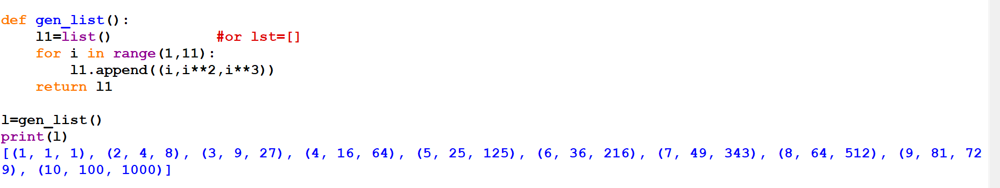 def gen_list():
    l1=list()            #or lst=[]
    for i in range(1,11):
        l1.append((i,i**2,i**3))
    return l1

l=gen_list()
print(l)
[(1, 1, 1), (2, 4, 8), (3, 9, 27), (4, 16, 64), (5, 25, 125), (6, 36, 216), (7, 49, 343), (8, 64, 512), (9, 81, 72
9), (10, 100, 1000)]